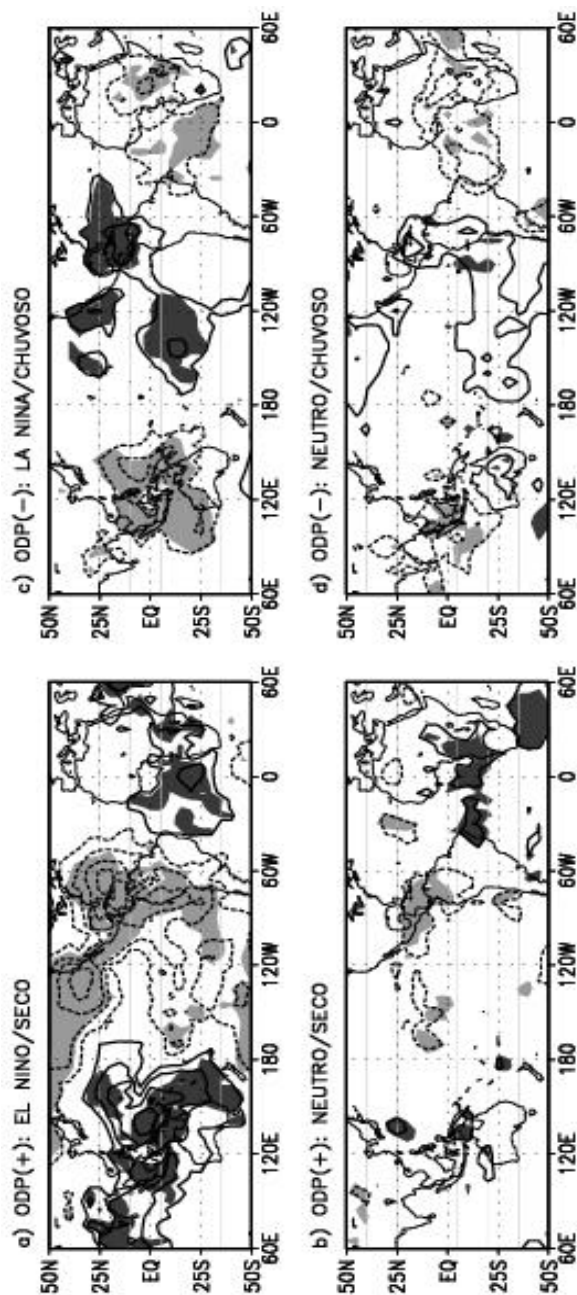 a) ODP(+): EL NINO/SECO
50N
25N
EQ
25S
50S
60E 120E 180 120W 60W 0 60E
c) ODP(-): LA NINA/CHUVOSO
50N
25N
EQ
25S
50S
60E 120E 180 120W 60W 0 60E
b) ODP(+): NEUTRO/SECO
50N
25N
EQ
25S
50S
60E 120E 180 120W 60W 0 60E
d) ODP(-): NEUTRO/CHUVOSO
50N
25N
EQ
25S
50S
60E 120E 180 120W 60W 0 60E